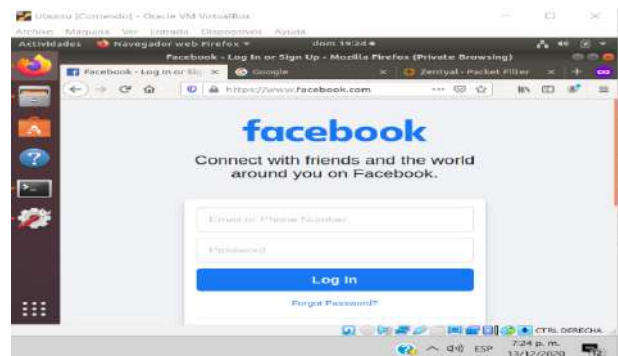 Ubuntu [Corriendo] - Oracle VM VirtualBox
Archivo Máquina Ver Entrada Dispositivos Ayuda
Actividades Navegador web Firefox dom 19:24
Facebook - Log In or Sign Up - Mozilla Firefox (Private Browsing)
Facebook - Log In or Sig Google Zentyal - Packet Filter
https://www.facebook.com
facebook
Connect with friends and the world
around you on Facebook.
Email or Phone Number
Password
Log In
Forgot Password?
CTRL DERECHA
ESP 7:24 p. m.
13/12/2020